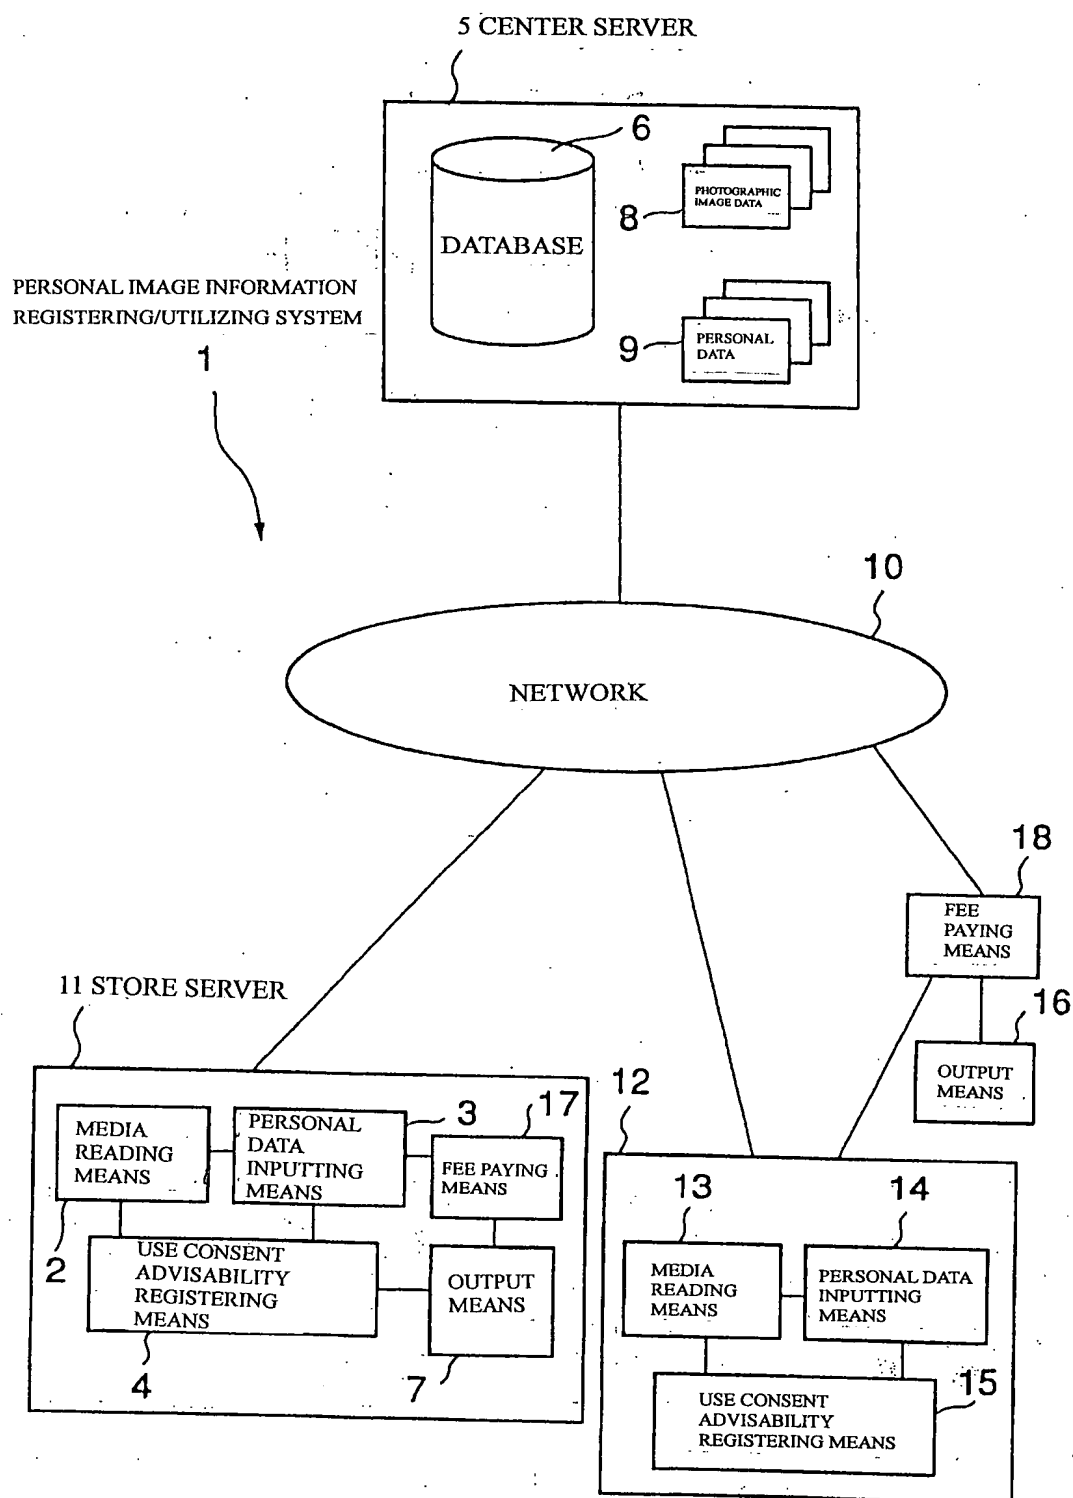 5 CENTER SERVER
6
DATABASE
PHOTOGRAPHIC
IMAGE DATA
8
PERSONAL
DATA
9
PERSONAL IMAGE INFORMATION
REGISTERING/UTILIZING SYSTEM
1
10
NETWORK
18
FEE
PAYING
MEANS
16
OUTPUT
MEANS
11 STORE SERVER
MEDIA
READING
MEANS
2
PERSONAL
DATA
INPUTTING
MEANS
3
17
FEE PAYING
MEANS
USE CONSENT
ADVISABILITY
REGISTERING
MEANS
4
OUTPUT
MEANS
7
12
13
MEDIA
READING
MEANS
14
PERSONAL DATA
INPUTTING
MEANS
USE CONSENT
ADVISABILITY
REGISTERING MEANS
15